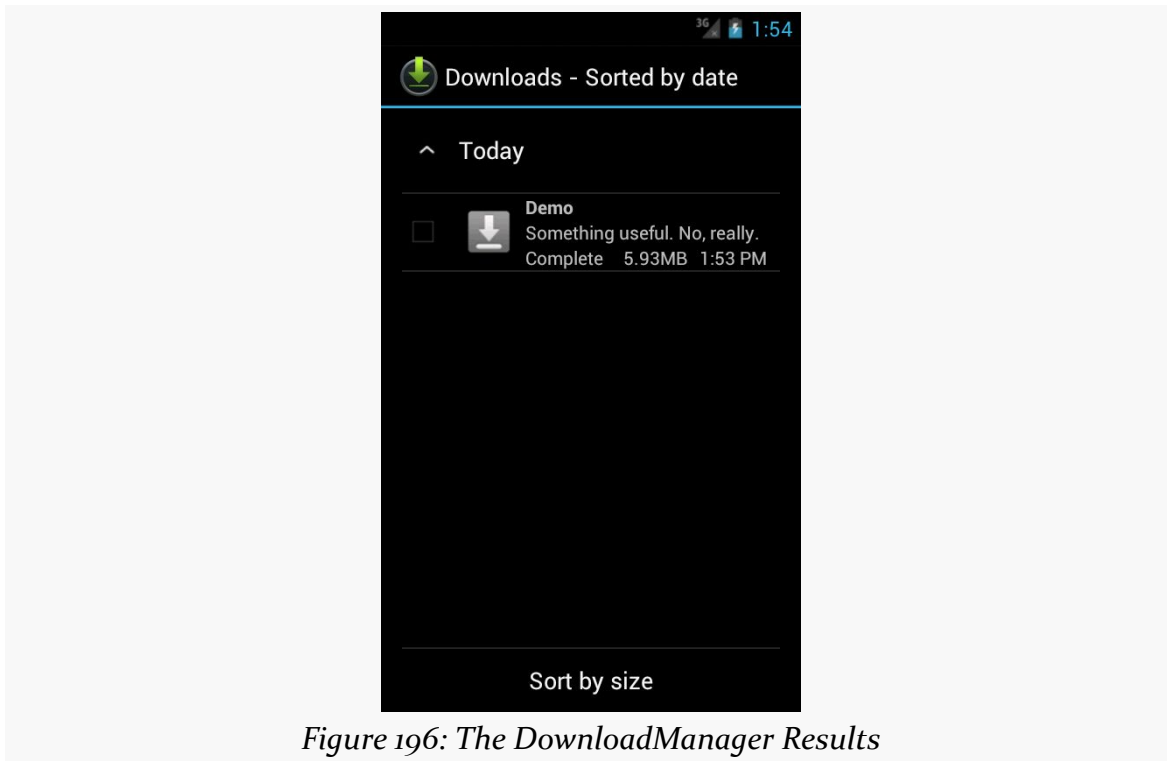 3G 1:54
Downloads - Sorted by date
Today
Demo
Something useful. No, really.
Complete 5.93MB 1:53 PM
Sort by size
Figure 196: The DownloadManager Results